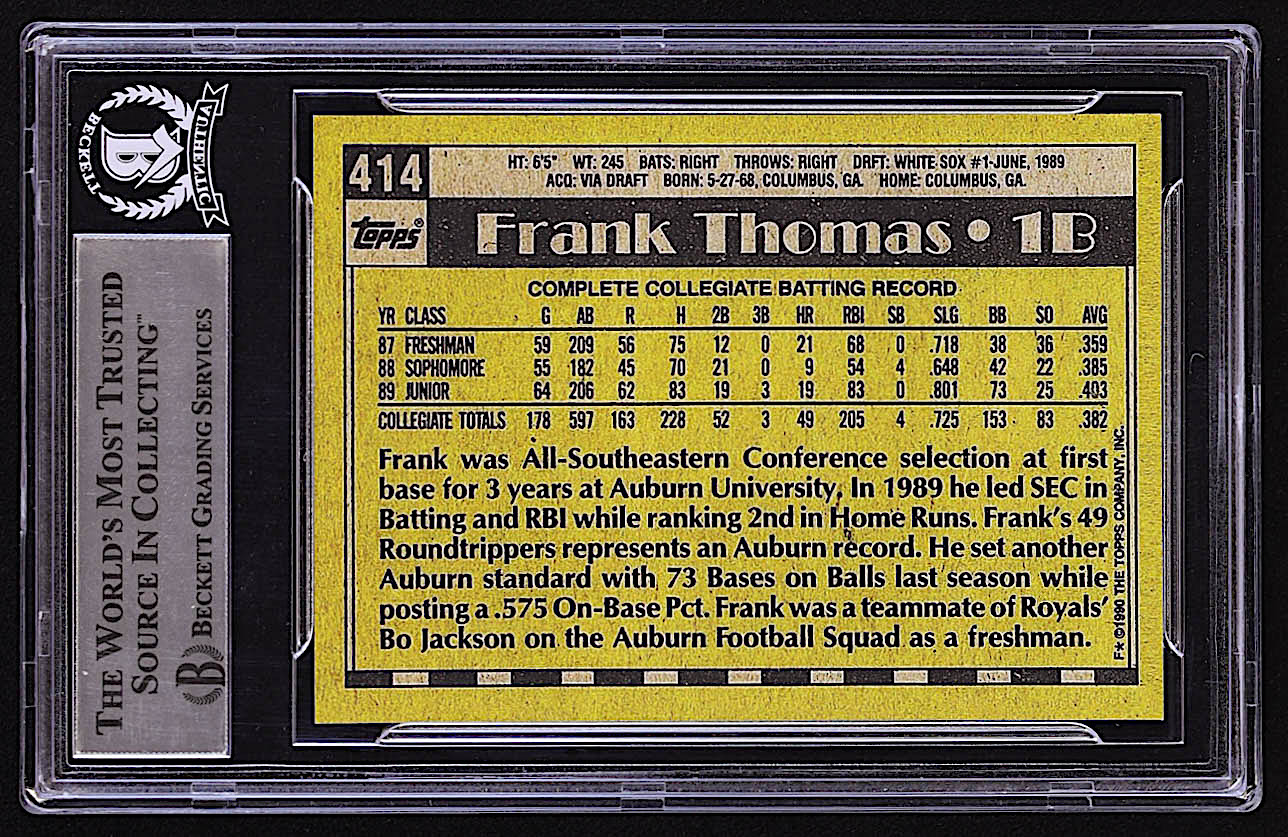 BECKETT
AUTHENTIC
B
THE WORLD'S MOST TRUSTED
SOURCE IN COLLECTING™
B BECKETT GRADING SERVICES
414
HT: 6'5" WT: 245 BATS: RIGHT THROWS: RIGHT DRFT: WHITE SOX #1-JUNE, 1989
ACQ: VIA DRAFT BORN: 5-27-68, COLUMBUS, GA. HOME: COLUMBUS, GA.
topps®
Frank Thomas • 1B
COMPLETE COLLEGIATE BATTING RECORD
YR CLASS G AB R H 2B 3B HR RBI SB SLG BB SO AVG
87 FRESHMAN 59 209 56 75 12 0 21 68 0 .718 38 36 .359
88 SOPHOMORE 55 182 45 70 21 0 9 54 4 .648 42 22 .385
89 JUNIOR 64 206 62 83 19 3 19 83 0 .801 73 25 .403
COLLEGIATE TOTALS 178 597 163 228 52 3 49 205 4 .725 153 83 .382
Frank was All-Southeastern Conference selection at first
base for 3 years at Auburn University. In 1989 he led SEC in
Batting and RBI while ranking 2nd in Home Runs. Frank's 49
Roundtrippers represents an Auburn record. He set another
Auburn standard with 73 Bases on Balls last season while
posting a .575 On-Base Pct. Frank was a teammate of Royals'
Bo Jackson on the Auburn Football Squad as a freshman.
F* ©1990 THE TOPPS COMPANY, INC.